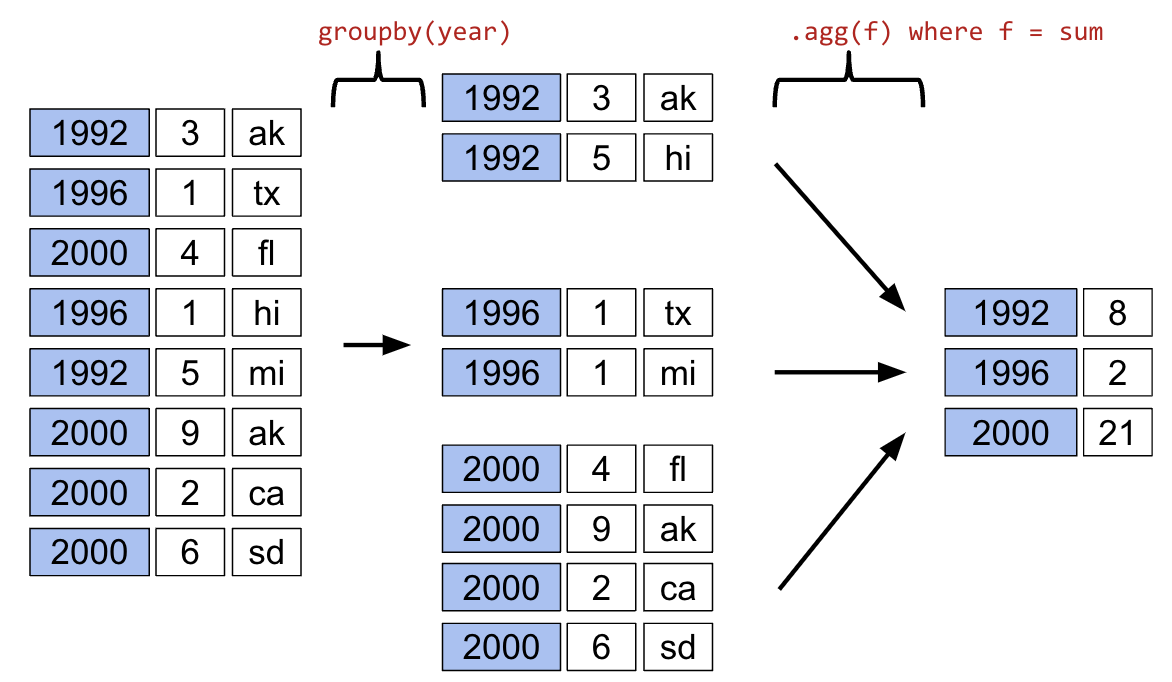 groupby(year)
.agg(f) where f = sum
1992 3 ak
1996 1 tx
2000 4 fl
1996 1 hi
1992 5 mi
2000 9 ak
2000 2 ca
2000 6 sd
1992 3 ak
1992 5 hi
1996 1 tx
1996 1 mi
2000 4 fl
2000 9 ak
2000 2 ca
2000 6 sd
1992 8
1996 2
2000 21